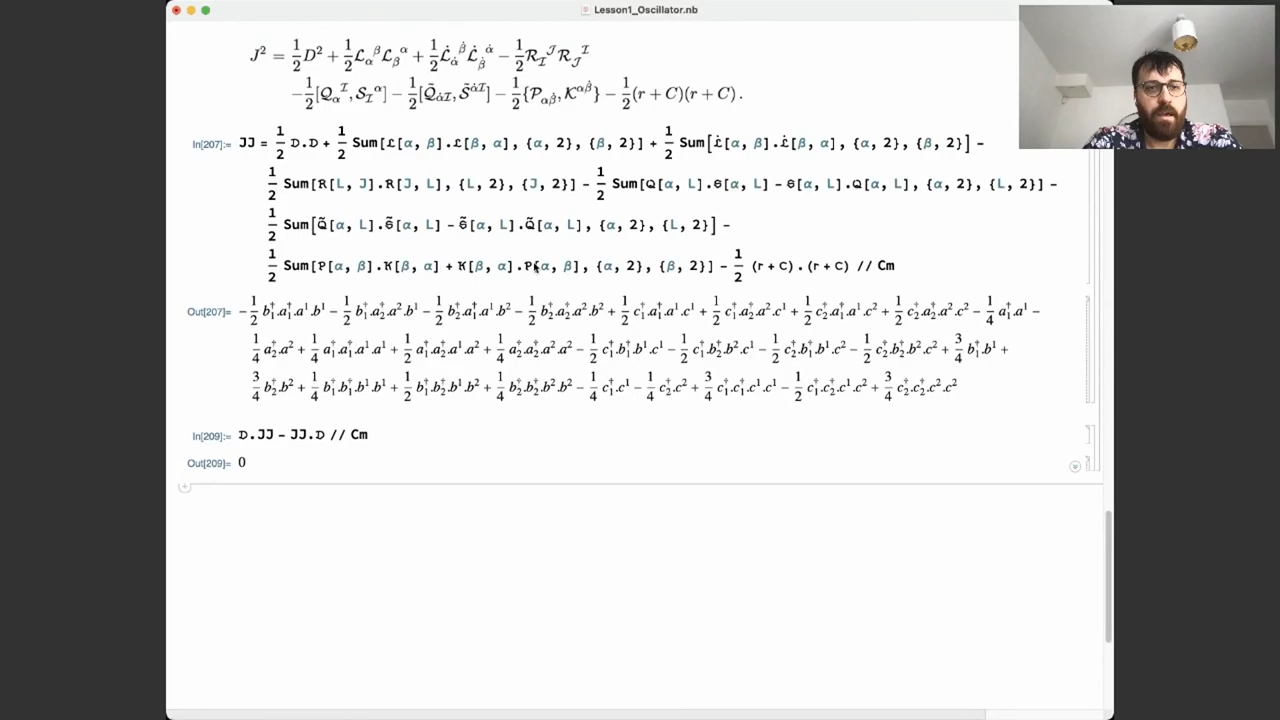 Lesson1_Oscillator.nb
J² = 1/2 D² + 1/2 ℒ_α^β ℒ_β^α + 1/2 ℒ̇_α̇^β̇ ℒ̇_β̇^α̇ − 1/2 ℛ_ℐ^𝒥 ℛ_𝒥^ℐ
−1/2 [𝒬_α^ℐ, 𝒮_ℐ^α] − 1/2 [𝒬̃_α̇ℐ, 𝒮̃^α̇ℐ] − 1/2 {𝒫_αβ̇, 𝒦^αβ̇} − 1/2 (r + C)(r + C) .
In[207]:= JJ = 1/2 D.D + 1/2 Sum[ℒ[α, β].ℒ[β, α], {α, 2}, {β, 2}] + 1/2 Sum[ℒ̇[α, β].ℒ̇[β, α], {α, 2}, {β, 2}] −
1/2 Sum[R[L, J].R[J, L], {L, 2}, {J, 2}] − 1/2 Sum[Q[α, L].S[α, L] − S[α, L].Q[α, L], {α, 2}, {L, 2}] −
1/2 Sum[Q̃[α, L].S̃[α, L] − S̃[α, L].Q̃[α, L], {α, 2}, {L, 2}] −
1/2 Sum[P[α, β].K[β, α] + K[β, α].P[α, β], {α, 2}, {β, 2}] − 1/2 (r + C).(r + C) // Cm
Out[207]= −1/2 b₁†.a₁†.a¹.b¹ − 1/2 b₁†.a₂†.a².b¹ − 1/2 b₂†.a₁†.a¹.b² − 1/2 b₂†.a₂†.a².b² + 1/2 c₁†.a₁†.a¹.c¹ + 1/2 c₁†.a₂†.a².c¹ + 1/2 c₂†.a₁†.a¹.c² + 1/2 c₂†.a₂†.a².c² − 1/4 a₁†.a¹ −
1/4 a₂†.a² + 1/4 a₁†.a₁†.a¹.a¹ + 1/2 a₁†.a₂†.a¹.a² + 1/4 a₂†.a₂†.a².a² − 1/2 c₁†.b₁†.b¹.c¹ − 1/2 c₁†.b₂†.b².c¹ − 1/2 c₂†.b₁†.b¹.c² − 1/2 c₂†.b₂†.b².c² + 3/4 b₁†.b¹ +
3/4 b₂†.b² + 1/4 b₁†.b₁†.b¹.b¹ + 1/2 b₁†.b₂†.b¹.b² + 1/4 b₂†.b₂†.b².b² − 1/4 c₁†.c¹ − 1/4 c₂†.c² + 3/4 c₁†.c₁†.c¹.c¹ − 1/2 c₁†.c₂†.c¹.c² + 3/4 c₂†.c₂†.c².c²
In[209]:= D.JJ − JJ.D // Cm
Out[209]= 0